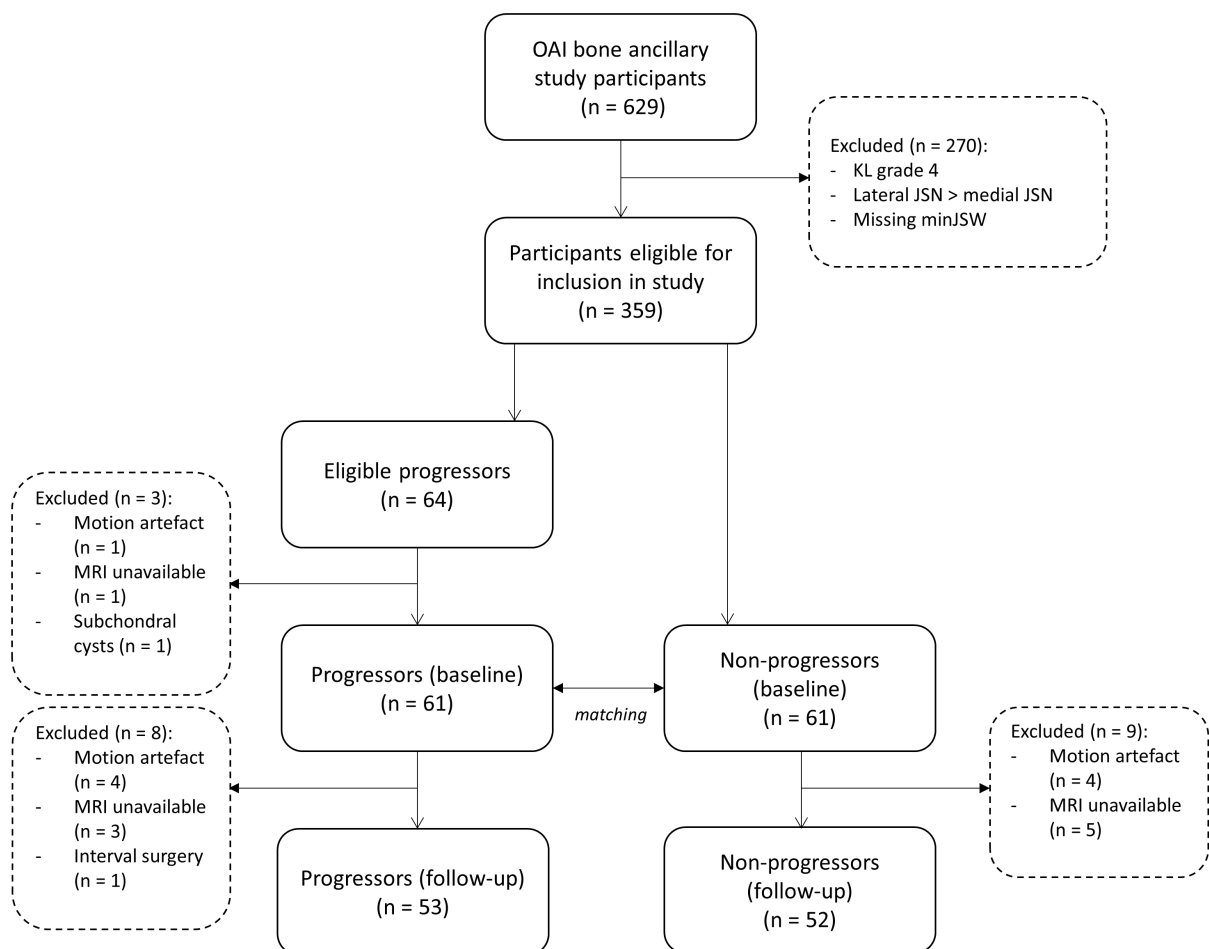 OAI bone ancillary
study participants
(n = 629)
Excluded (n = 270):
- KL grade 4
- Lateral JSN > medial JSN
- Missing minJSW
Participants eligible for
inclusion in study
(n = 359)
Eligible progressors
(n = 64)
Excluded (n = 3):
- Motion artefact
(n = 1)
- MRI unavailable
(n = 1)
- Subchondral
cysts (n = 1)
Progressors (baseline)
(n = 61)
matching
Non-progressors
(baseline)
(n = 61)
Excluded (n = 8):
- Motion artefact
(n = 4)
- MRI unavailable
(n = 3)
- Interval surgery
(n = 1)
Excluded (n = 9):
- Motion artefact
(n = 4)
- MRI unavailable
(n = 5)
Progressors (follow-up)
(n = 53)
Non-progressors
(follow-up)
(n = 52)